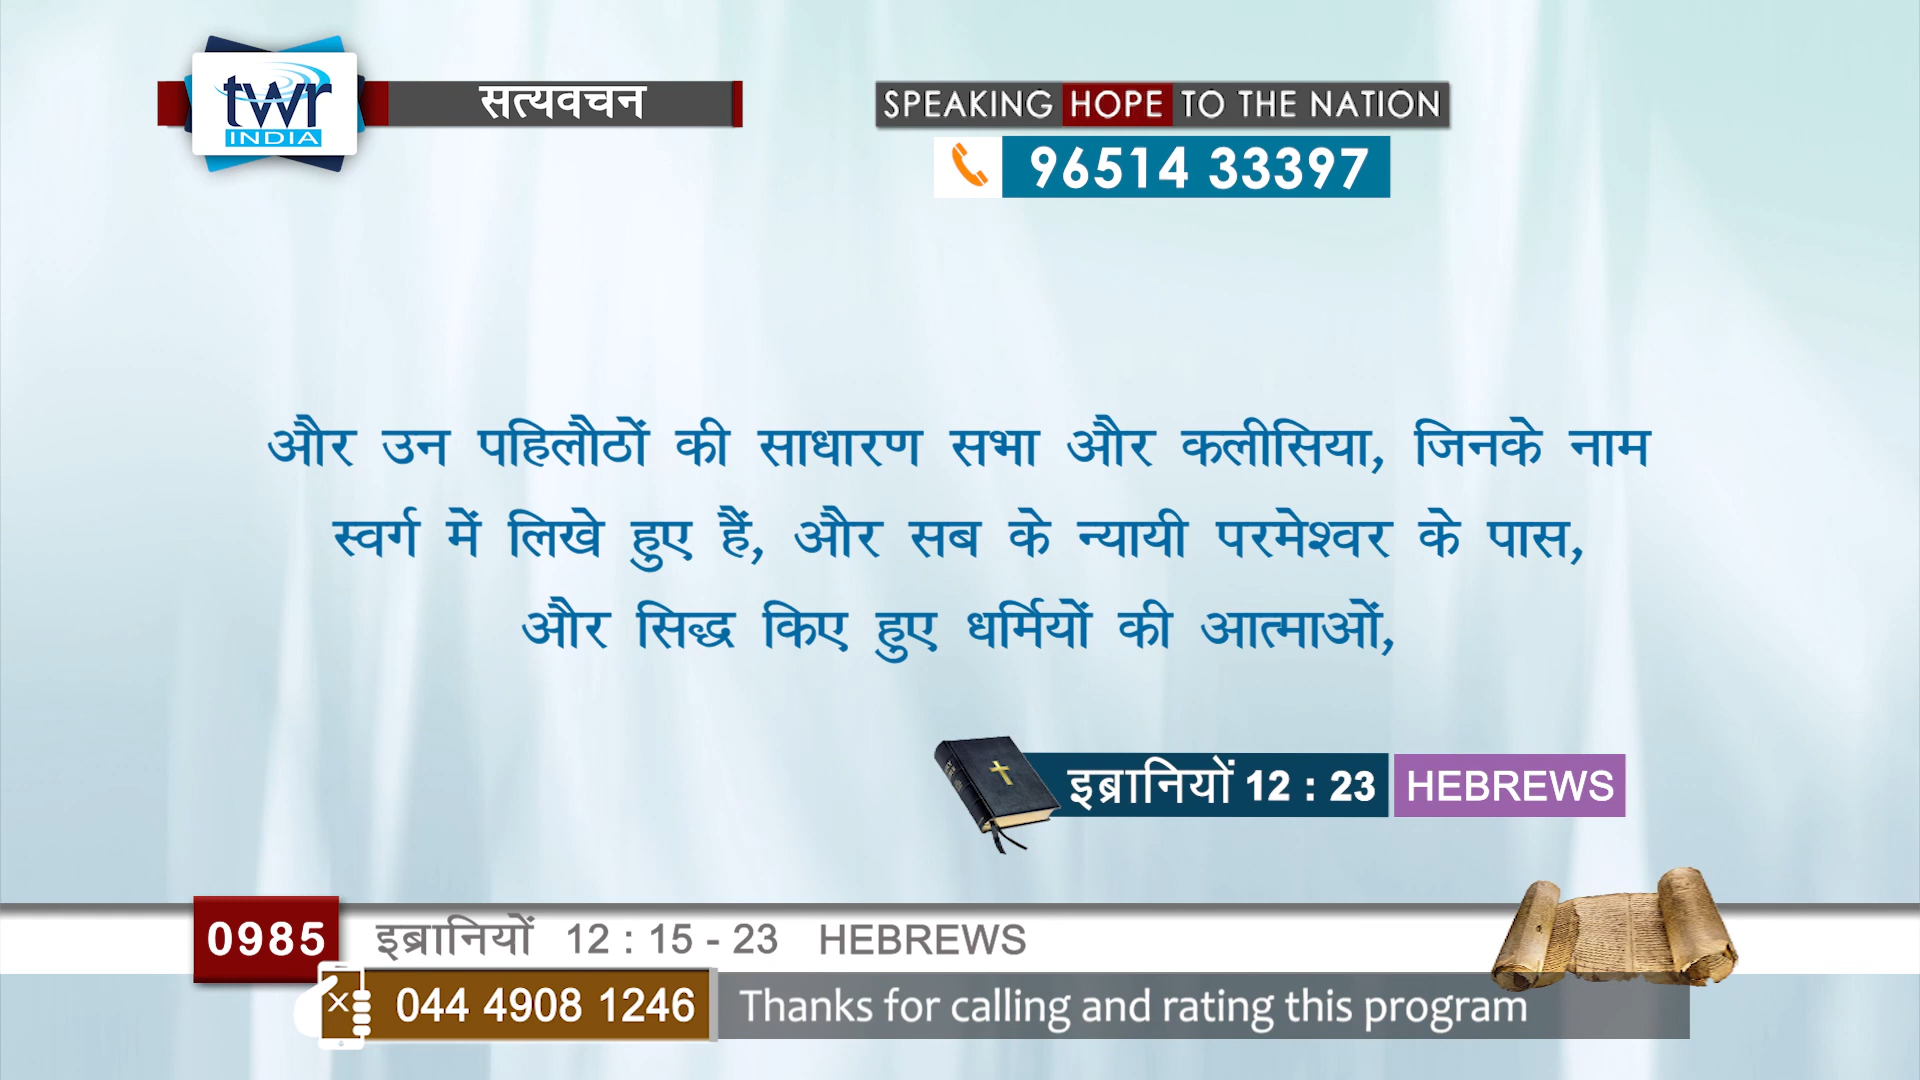 twr
INDIA
सत्यवचन
SPEAKING HOPE TO THE NATION
96514 33397
और उन पहिलौठों की साधारण सभा और कलीसिया, जिनके नाम
स्वर्ग में लिखे हुए हैं, और सब के न्यायी परमेश्वर के पास,
और सिद्ध किए हुए धर्मियों की आत्माओं,
इब्रानियों 12 : 23 HEBREWS
0985 इब्रानियों 12 : 15 - 23 HEBREWS
044 4908 1246 Thanks for calling and rating this program